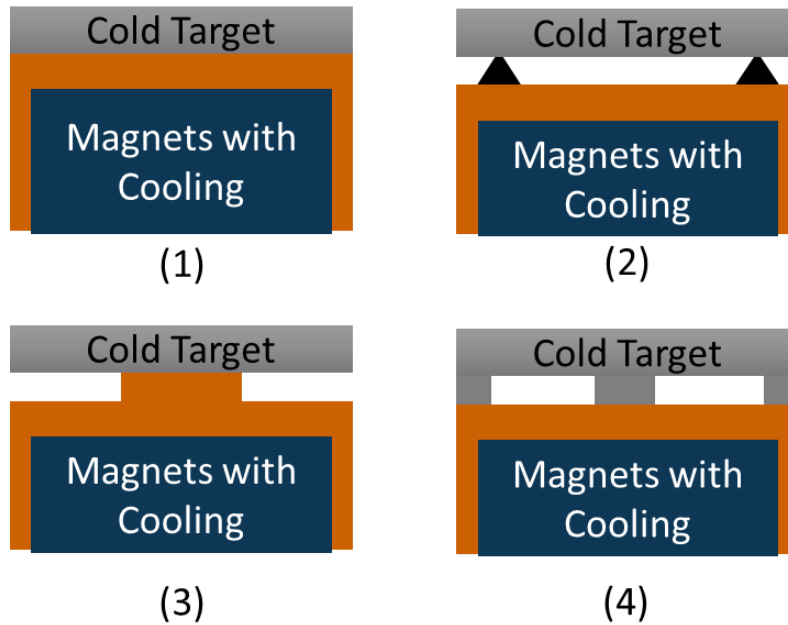 Cold Target
Magnets with
Cooling
(1)
Cold Target
Magnets with
Cooling
(2)
Cold Target
Magnets with
Cooling
(3)
Cold Target
Magnets with
Cooling
(4)